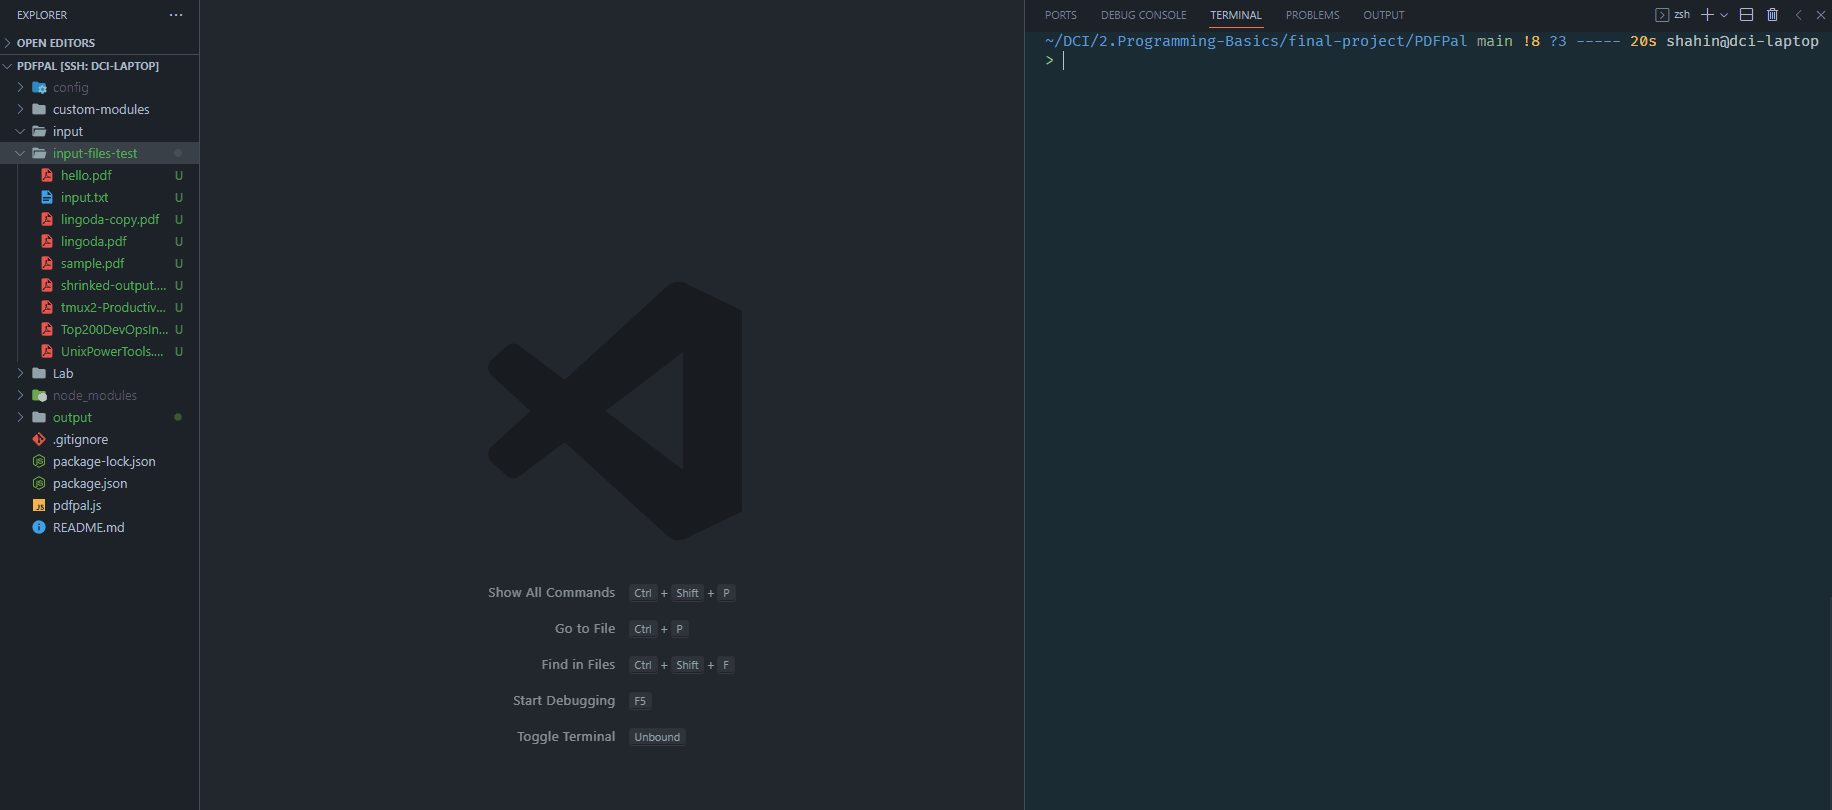 EXPLORER
OPEN EDITORS
PDFPAL [SSH: DCI-LAPTOP]
config
custom-modules
input
input-files-test
hello.pdf U
input.txt U
lingoda-copy.pdf U
lingoda.pdf U
sample.pdf U
shrinked-output.... U
tmux2-Productiv... U
Top200DevOpsIn... U
UnixPowerTools.... U
Lab
node_modules
output
.gitignore
package-lock.json
package.json
pdfpal.js
README.md
Show All Commands Ctrl + Shift + P
Go to File Ctrl + P
Find in Files Ctrl + Shift + F
Start Debugging F5
Toggle Terminal Unbound
PORTS DEBUG CONSOLE TERMINAL PROBLEMS OUTPUT zsh
~/DCI/2.Programming-Basics/final-project/PDFPal main !8 ?3 ----- 20s shahin@dci-laptop
>